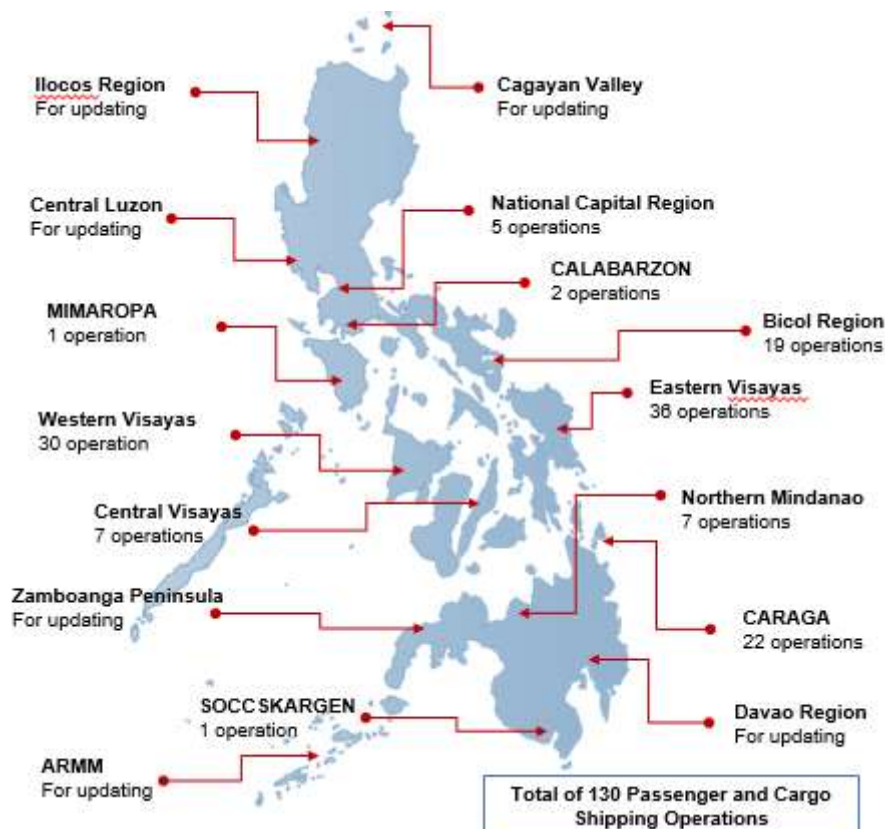 Ilocos Region
For updating
Cagayan Valley
For updating
Central Luzon
For updating
National Capital Region
5 operations
CALABARZON
2 operations
MIMAROPA
1 operation
Bicol Region
19 operations
Eastern Visayas
36 operations
Western Visayas
30 operation
Northern Mindanao
7 operations
Central Visayas
7 operations
Zamboanga Peninsula
For updating
CARAGA
22 operations
SOCCSKARGEN
1 operation
Davao Region
For updating
ARMM
For updating
Total of 130 Passenger and Cargo
Shipping Operations